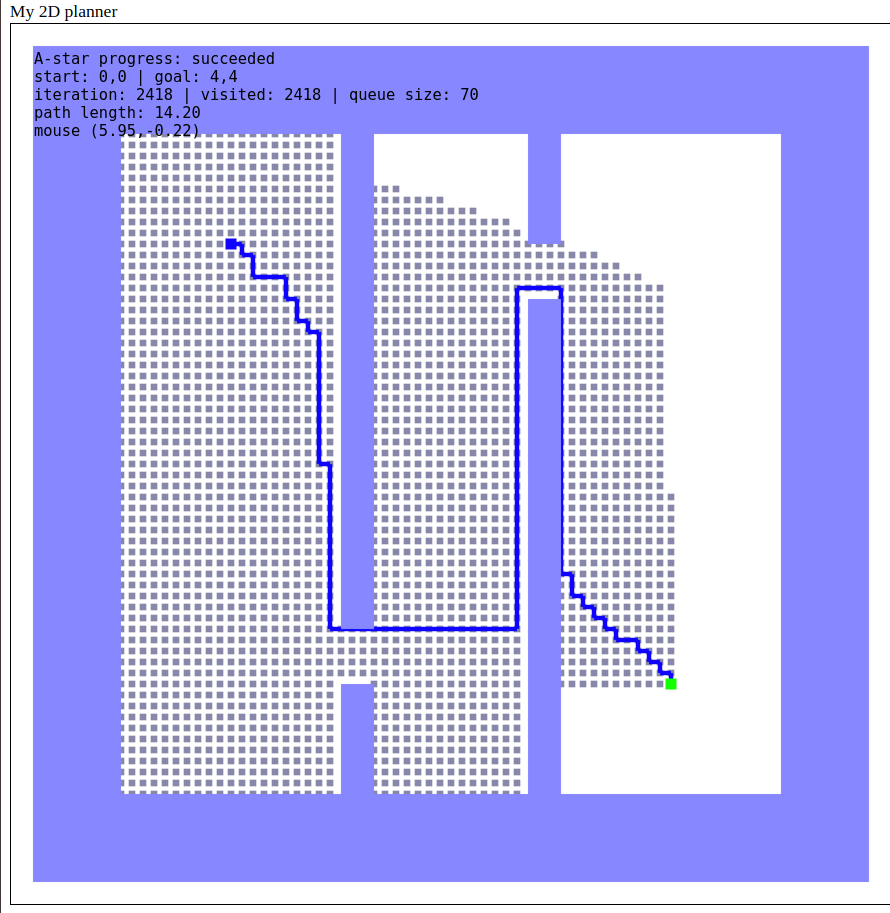 My 2D planner
A-star progress: succeeded
start: 0,0 | goal: 4,4
iteration: 2418 | visited: 2418 | queue size: 70
path length: 14.20
mouse (5.95,-0.22)